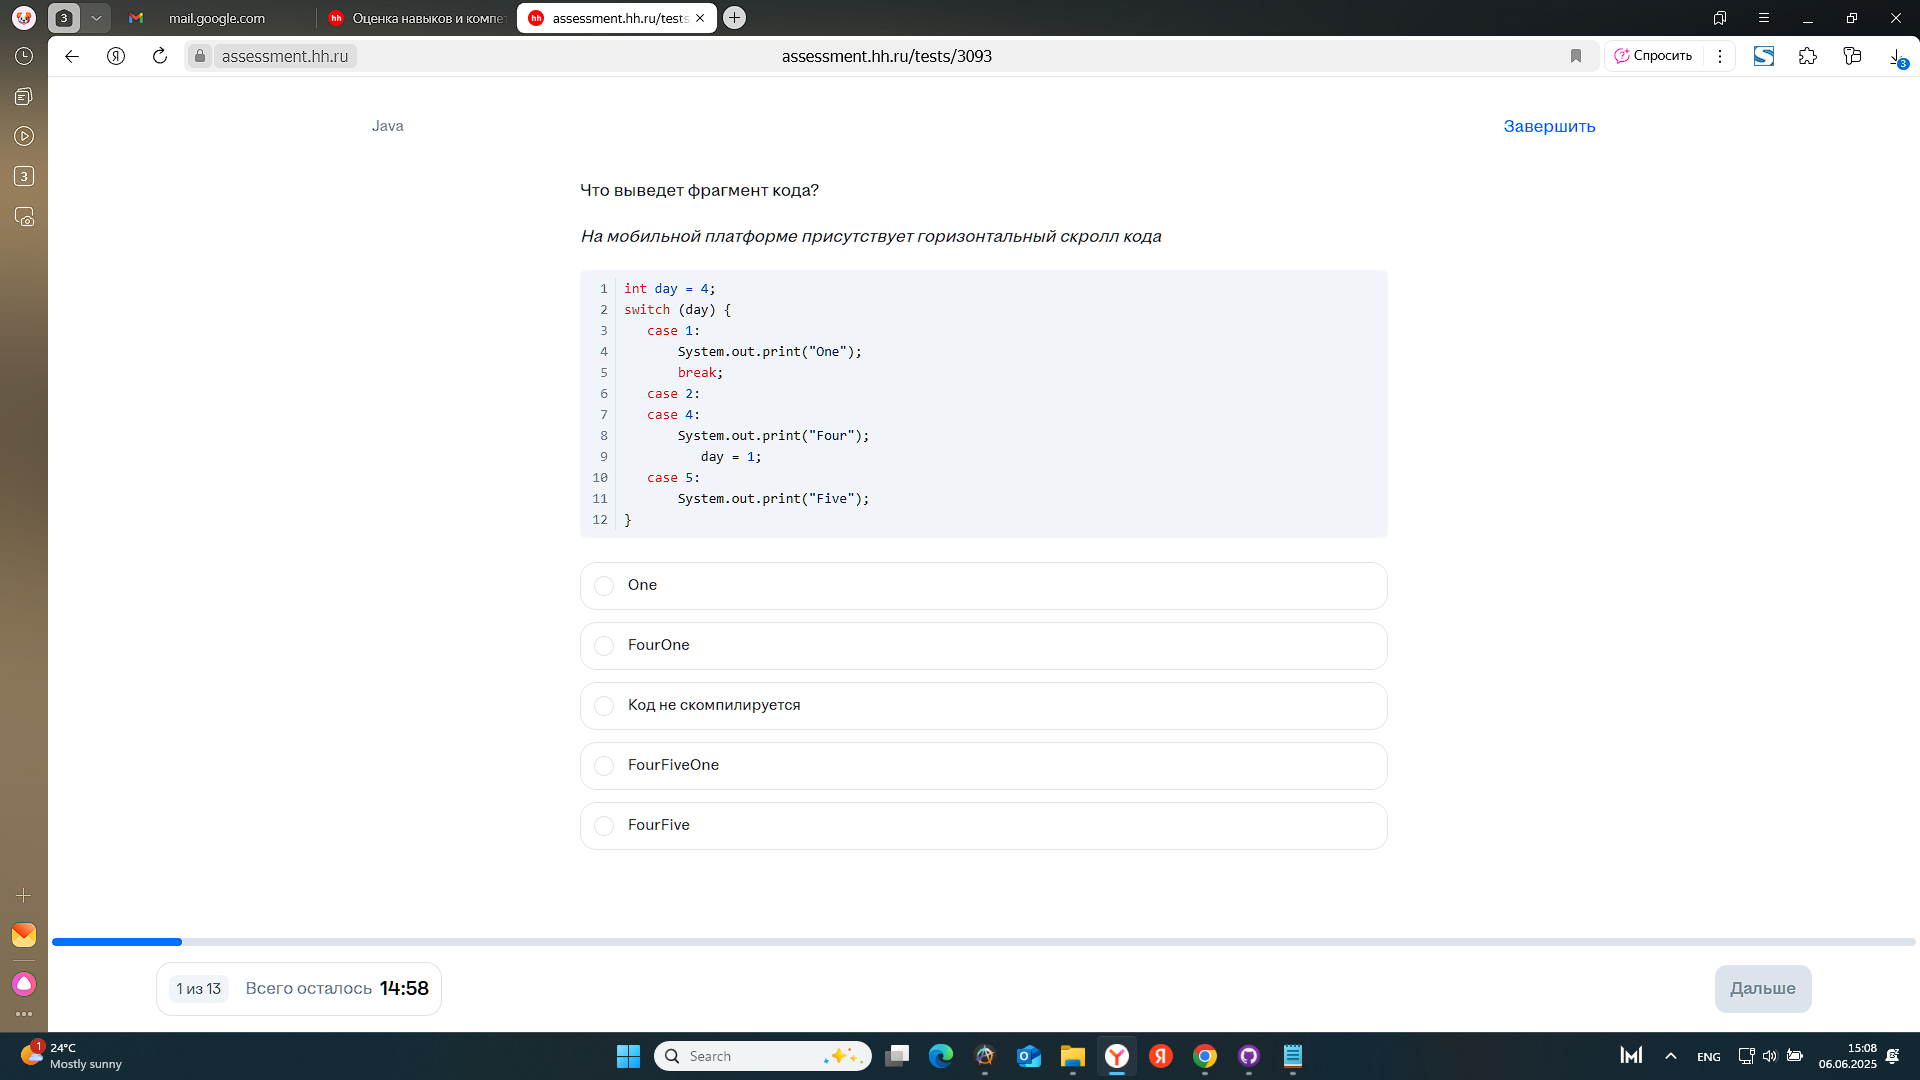 3
mail.google.com
hh
Оценка навыков и компе
hh
assessment.hh.ru/tests
Я
assessment.hh.ru
assessment.hh.ru/tests/3093
Спросить
3
3
Java
Завершить
Что выведет фрагмент кода?
На мобильной платформе присутствует горизонтальный скролл кода
1 int day = 4;
2 switch (day) {
3 case 1:
4 System.out.print("One");
5 break;
6 case 2:
7 case 4:
8 System.out.print("Four");
9 day = 1;
10 case 5:
11 System.out.print("Five");
12 }
One
FourOne
Код не скомпилируется
FourFiveOne
FourFive
1 из 13
Всего осталось 14:58
Дальше
1
24°C
Mostly sunny
Search
Я
ENG
15:08
06.06.2025